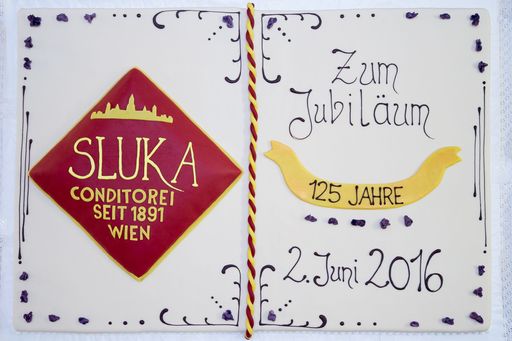 SLUKA
CONDITOREI
SEIT 1891
WIEN
Zum
Jubiläum
125 JAHRE
2. Juni 2016